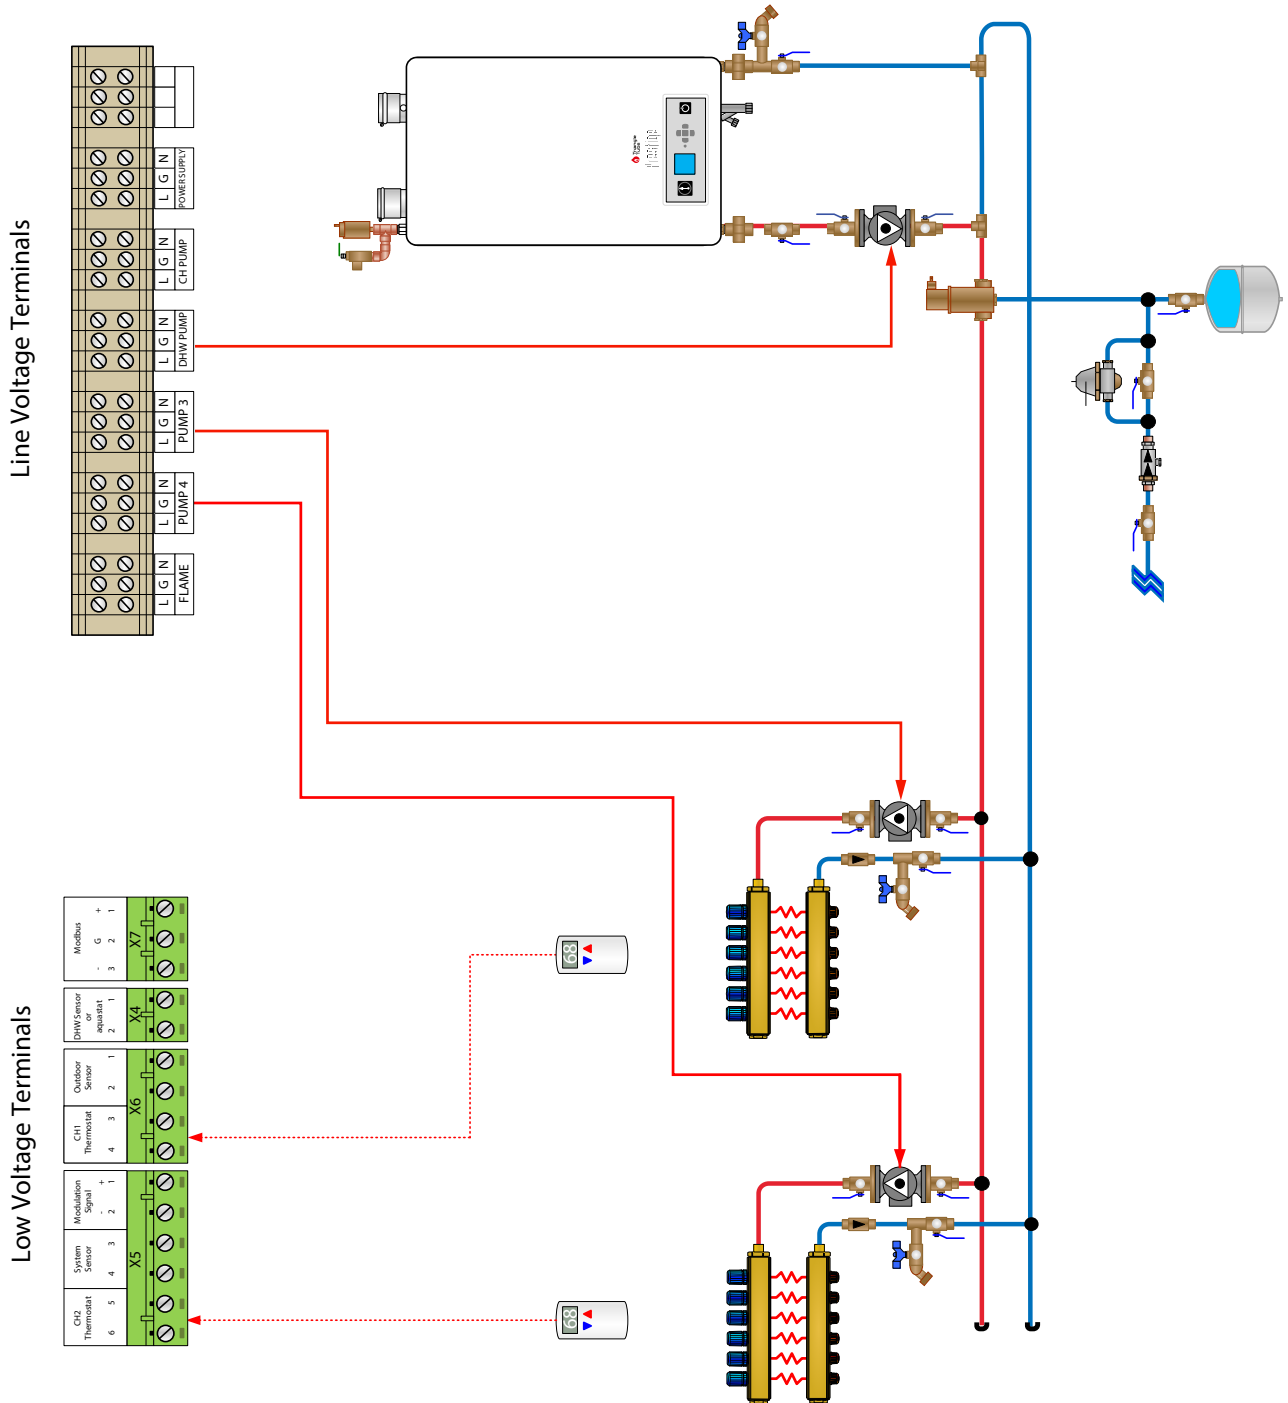 Line Voltage Terminals
L G N
POWER SUPPLY
L G N
CH PUMP
L G N
DHW PUMP
L G N
PUMP 3
L G N
PUMP 4
L G N
FLAME
Triangle
Tube
Low Voltage Terminals
Modbus
- G +
3 2 1
X7
DHW Sensor
or
aquastat
2 1
X4
Outdoor
Sensor
2 1
CH1
Thermostat
4 3
X6
Modulation
Signal
- +
2 1
System
Sensor
4 3
CH2
Thermostat
6 5
X5
68
68